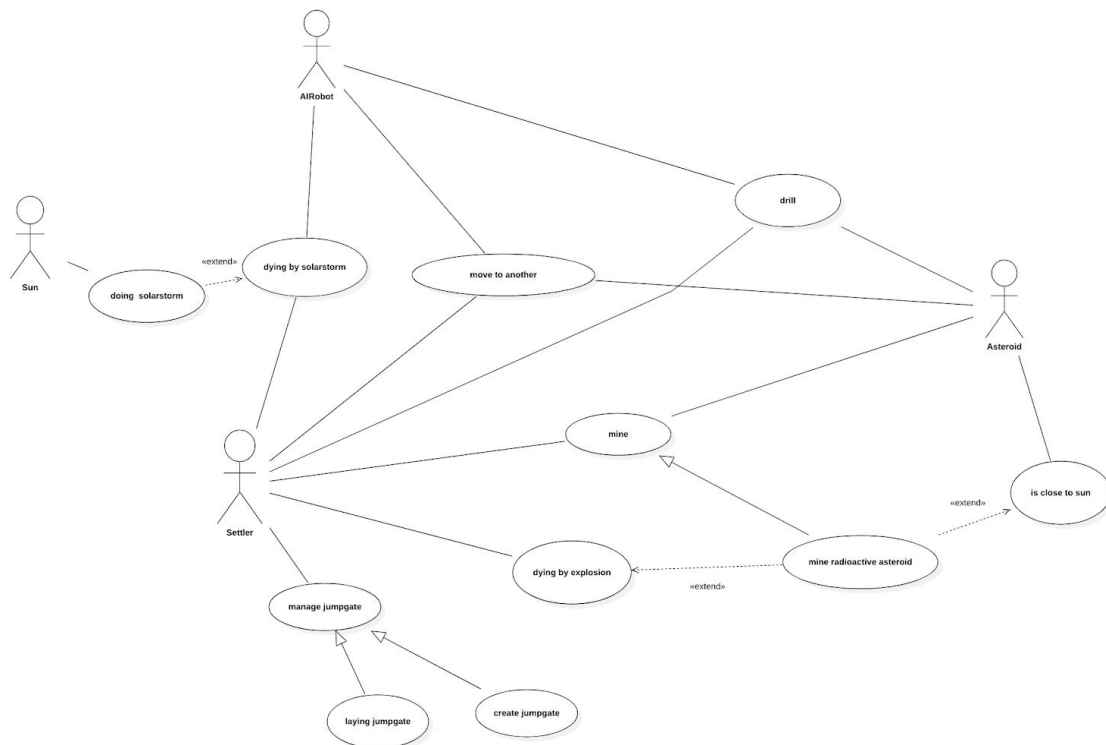 AIRobot
drill
Sun
«extend»
dying by solarstorm
move to another
doing  solarstorm
Asteroid
mine
is close to sun
«extend»
Settler
mine radioactive asteroid
dying by explosion
«extend»
manage jumpgate
create jumpgate
laying jumpgate